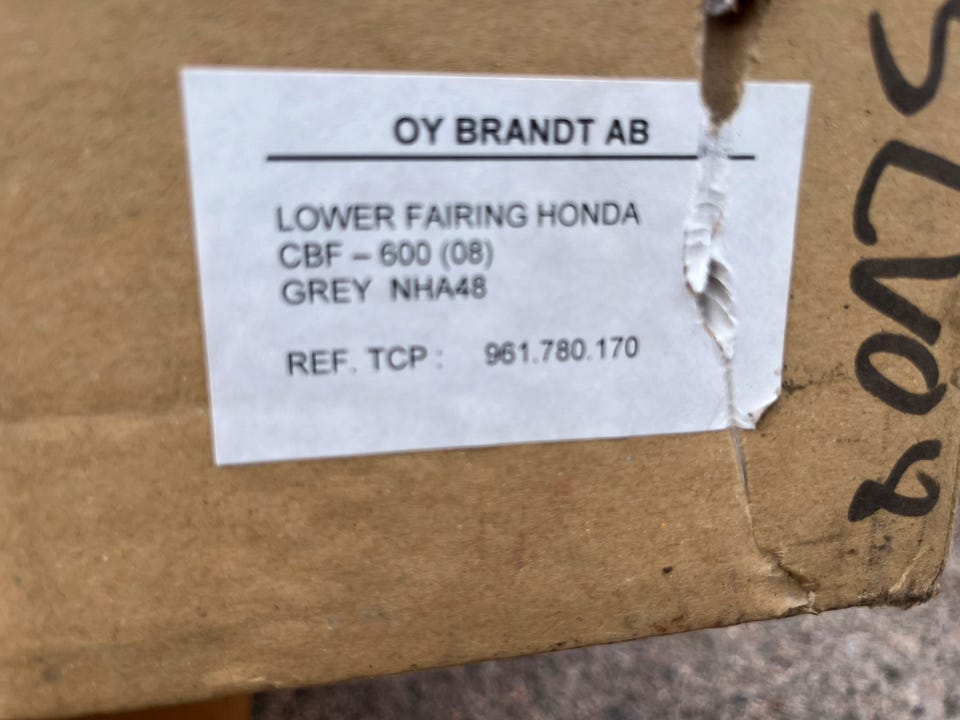 OY BRANDT AB
LOWER FAIRING HONDA
CBF – 600 (08)
GREY NHA48
REF. TCP : 961.780.170